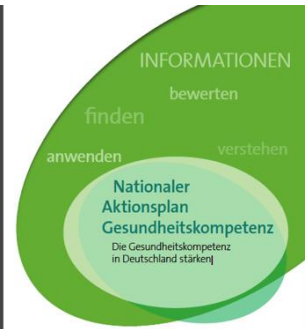 INFORMATIONEN
bewerten
finden
verstehen
anwenden
Nationaler
Aktionsplan
Gesundheitskompetenz
Die Gesundheitskompetenz
in Deutschland stärken